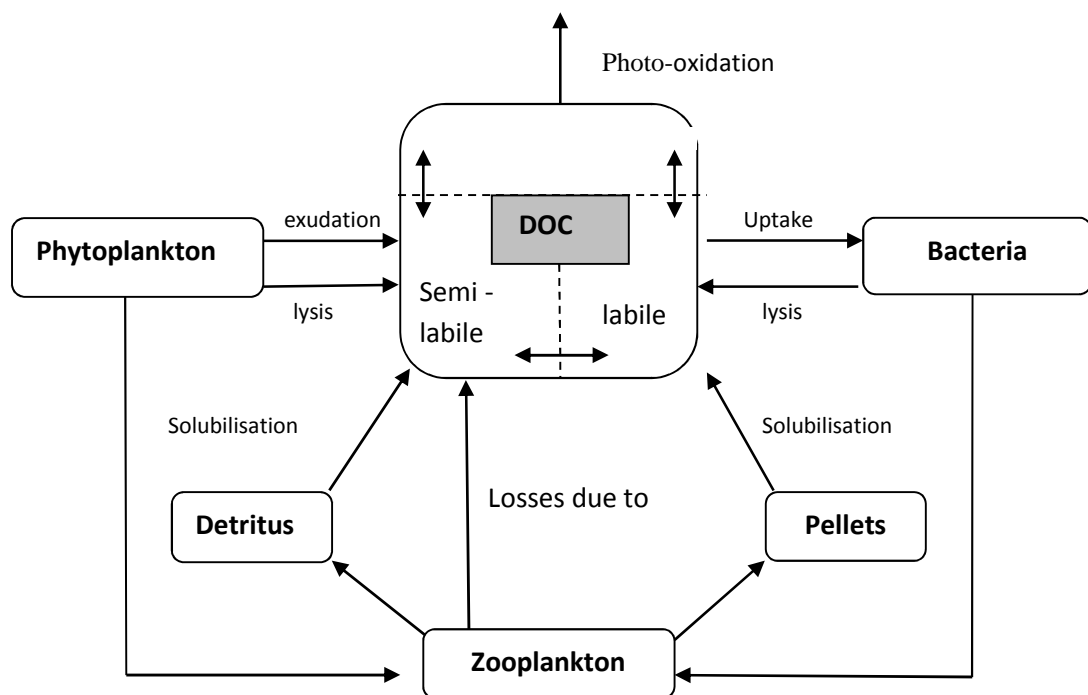 Photo-oxidation
exudation
DOC
Uptake
Phytoplankton
Bacteria
Semi -
labile
labile
lysis
lysis
Solubilisation
Solubilisation
Losses due to
Detritus
Pellets
Zooplankton